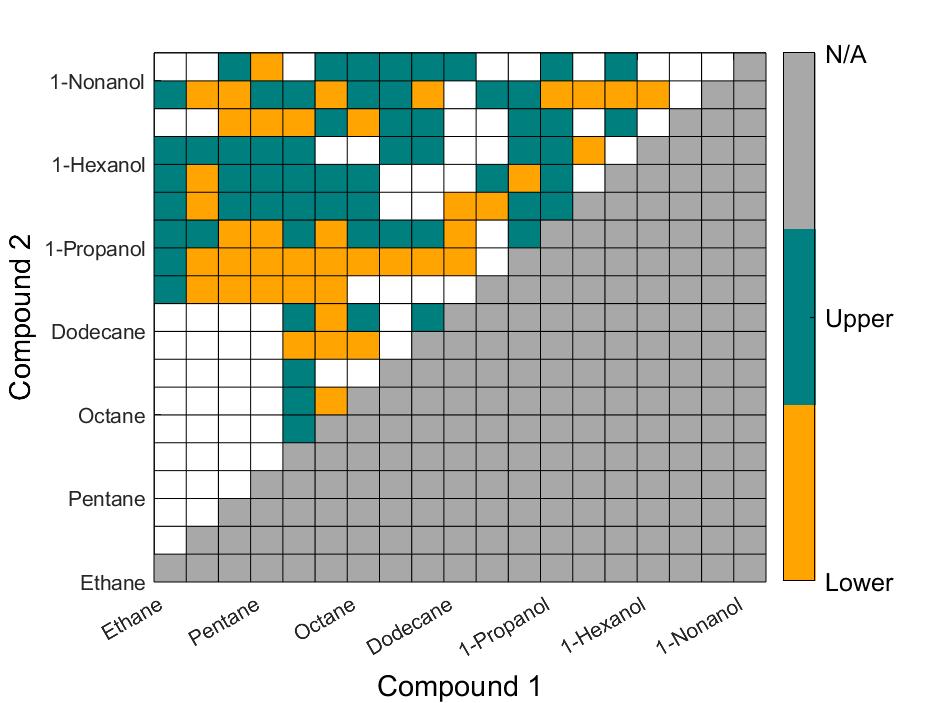 N/A
1-Nonanol
1-Hexanol
1-Propanol
Dodecane
Octane
Pentane
Ethane
Compound 2
Upper
Lower
Ethane
Pentane
Octane
Dodecane
1-Propanol
1-Hexanol
1-Nonanol
Compound 1